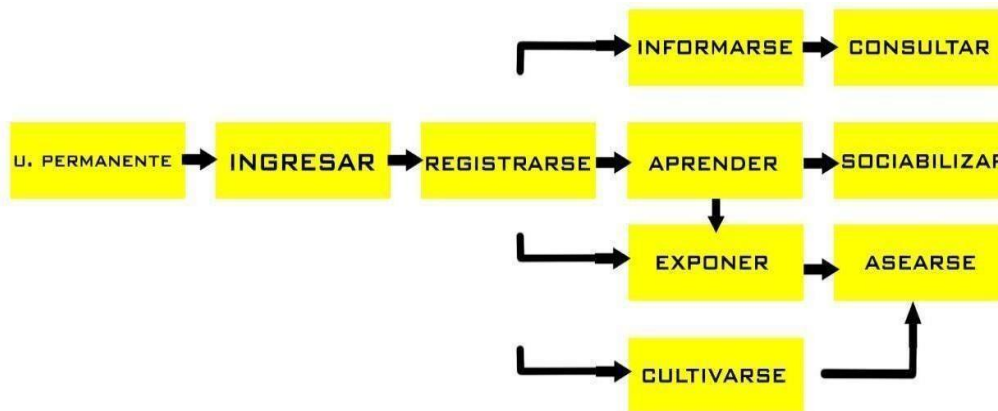 INFORMARSE
CONSULTAR
U. PERMANENTE
INGRESAR
REGISTRARSE
APRENDER
SOCIABILIZAR
EXPONER
ASEARSE
CULTIVARSE